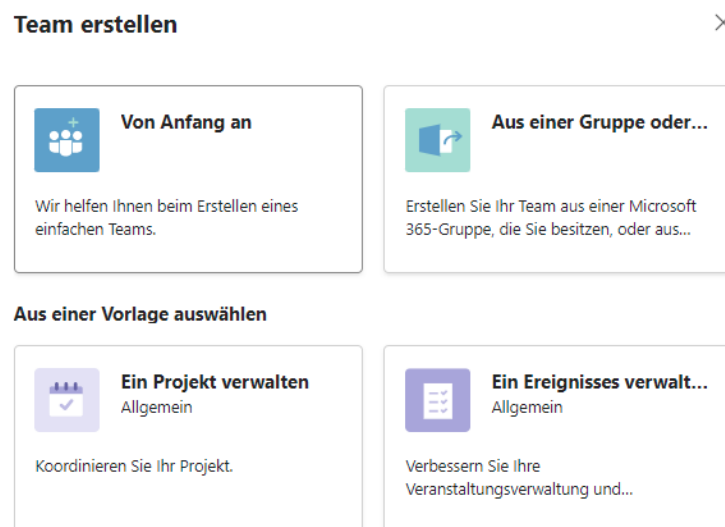 Team erstellen
Von Anfang an
Wir helfen Ihnen beim Erstellen eines
einfachen Teams.
Aus einer Gruppe oder...
Erstellen Sie Ihr Team aus einer Microsoft
365-Gruppe, die Sie besitzen, oder aus...
Aus einer Vorlage auswählen
Ein Projekt verwalten
Allgemein
Koordinieren Sie Ihr Projekt.
Ein Ereignisses verwalt...
Allgemein
Verbessern Sie Ihre
Veranstaltungsverwaltung und...